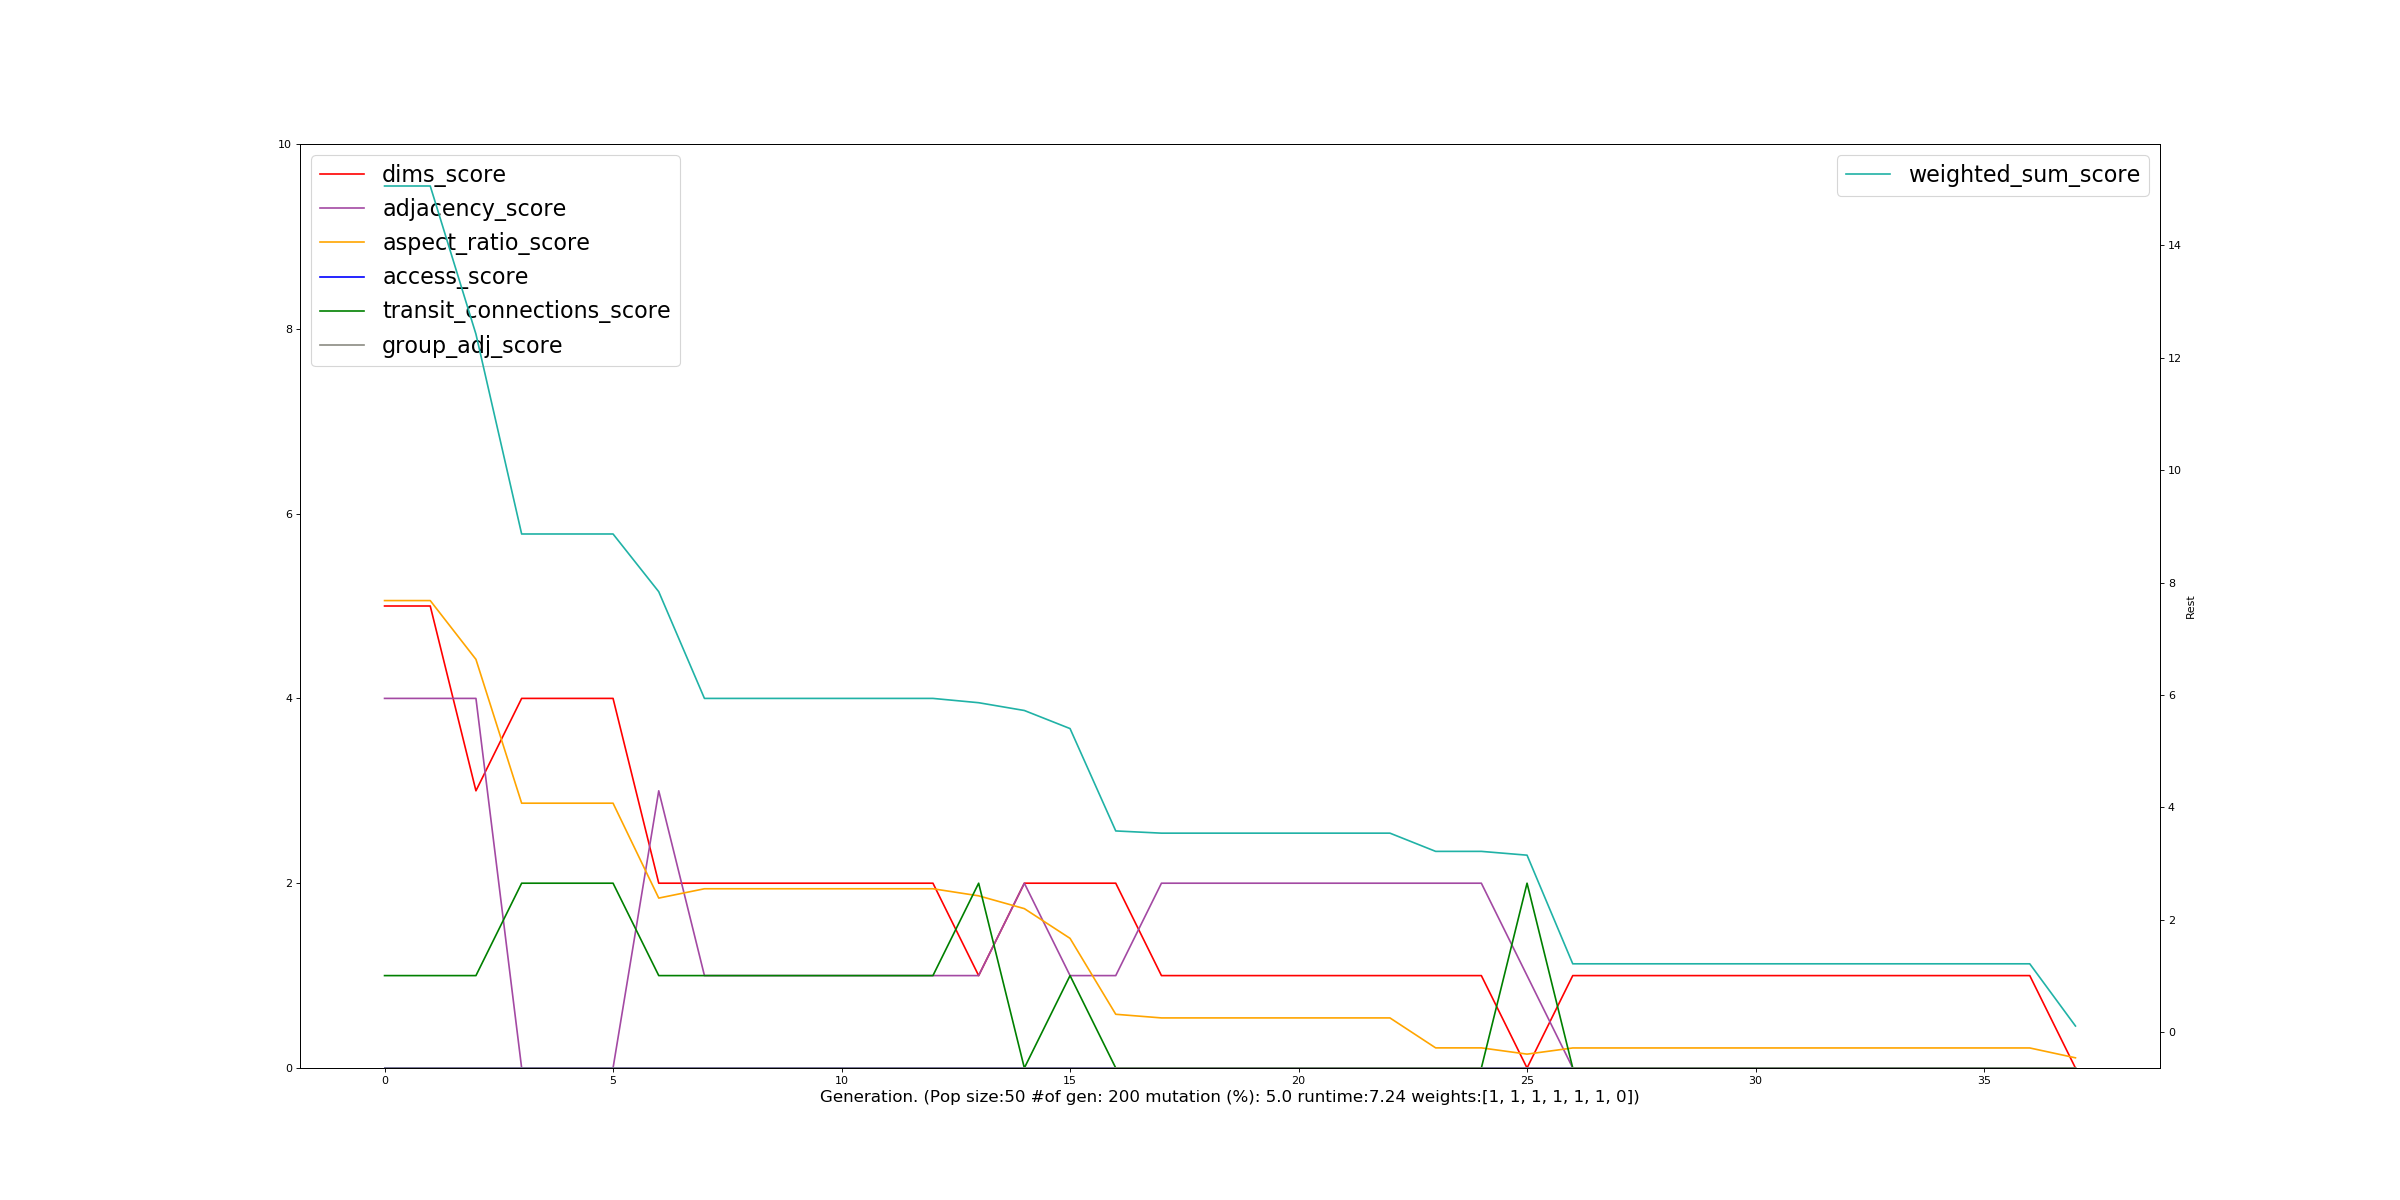 10
8
6
4
2
0
dims_score
adjacency_score
aspect_ratio_score
access_score
transit_connections_score
group_adj_score
weighted_sum_score
14
12
10
8
6
4
2
0
Rest
0 5 10 15 20 25 30 35
Generation. (Pop size:50 #of gen: 200 mutation (%): 5.0 runtime:7.24 weights:[1, 1, 1, 1, 1, 1, 0])